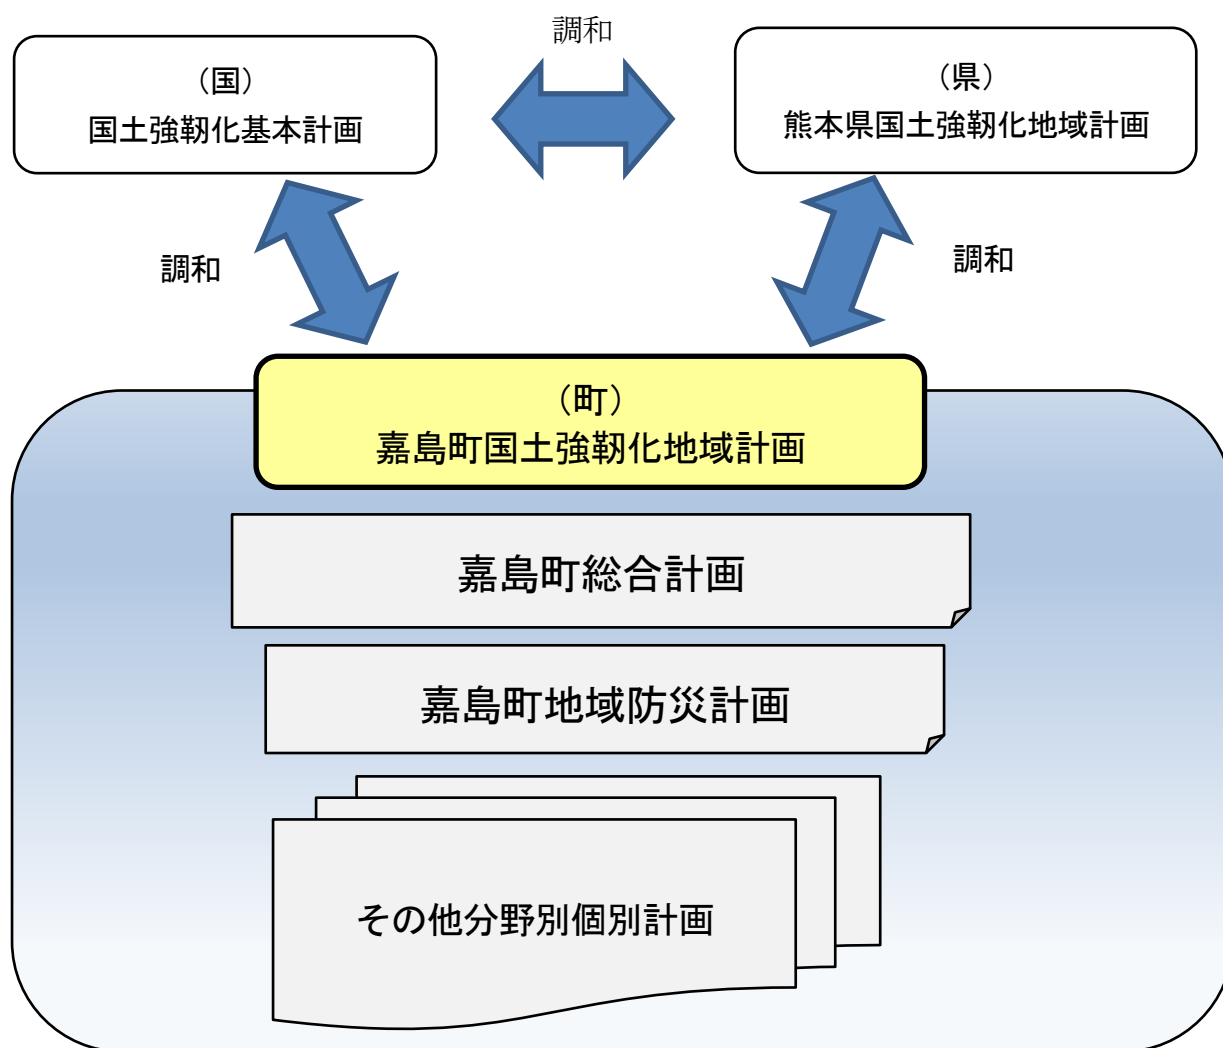 調和
（国）
国土強靭化基本計画
（県）
熊本県国土強靭化地域計画
調和
調和
（町）
嘉島町国土強靭化地域計画
嘉島町総合計画
嘉島町地域防災計画
その他分野別個別計画